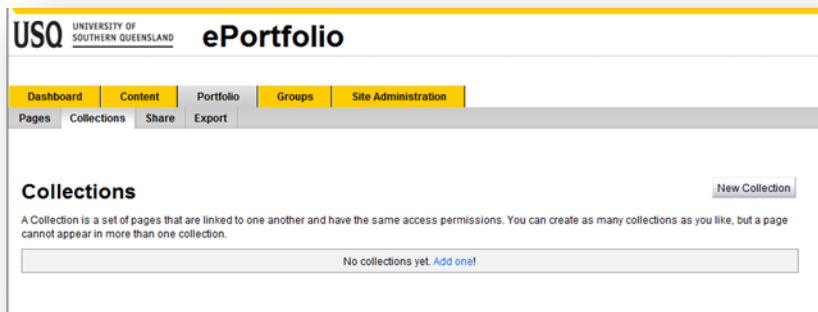 USQ UNIVERSITY OF
SOUTHERN QUEENSLAND
ePortfolio
Dashboard Content Portfolio Groups Site Administration
Pages Collections Share Export
Collections
New Collection
A Collection is a set of pages that are linked to one another and have the same access permissions. You can create as many collections as you like, but a page
cannot appear in more than one collection.
No collections yet. Add one!